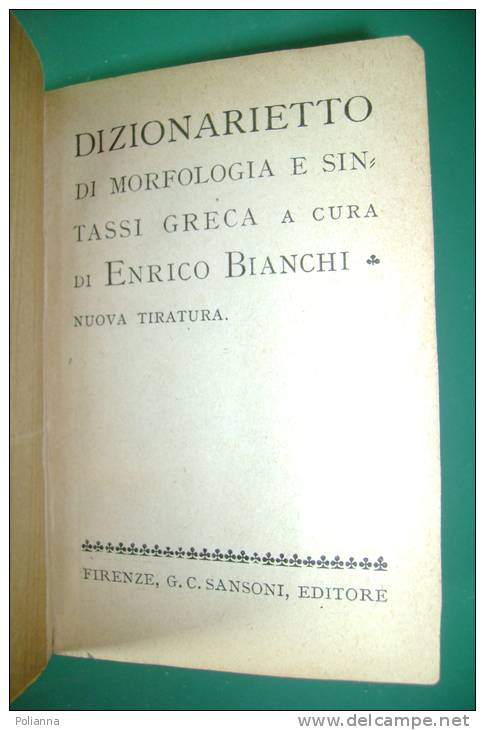 DIZIONARIETTO
DI MORFOLOGIA E SIN=
TASSI GRECA A CURA
DI ENRICO BIANCHI
NUOVA TIRATURA.
FIRENZE, G. C. SANSONI, EDITORE
Polianna
www.delcampe.net